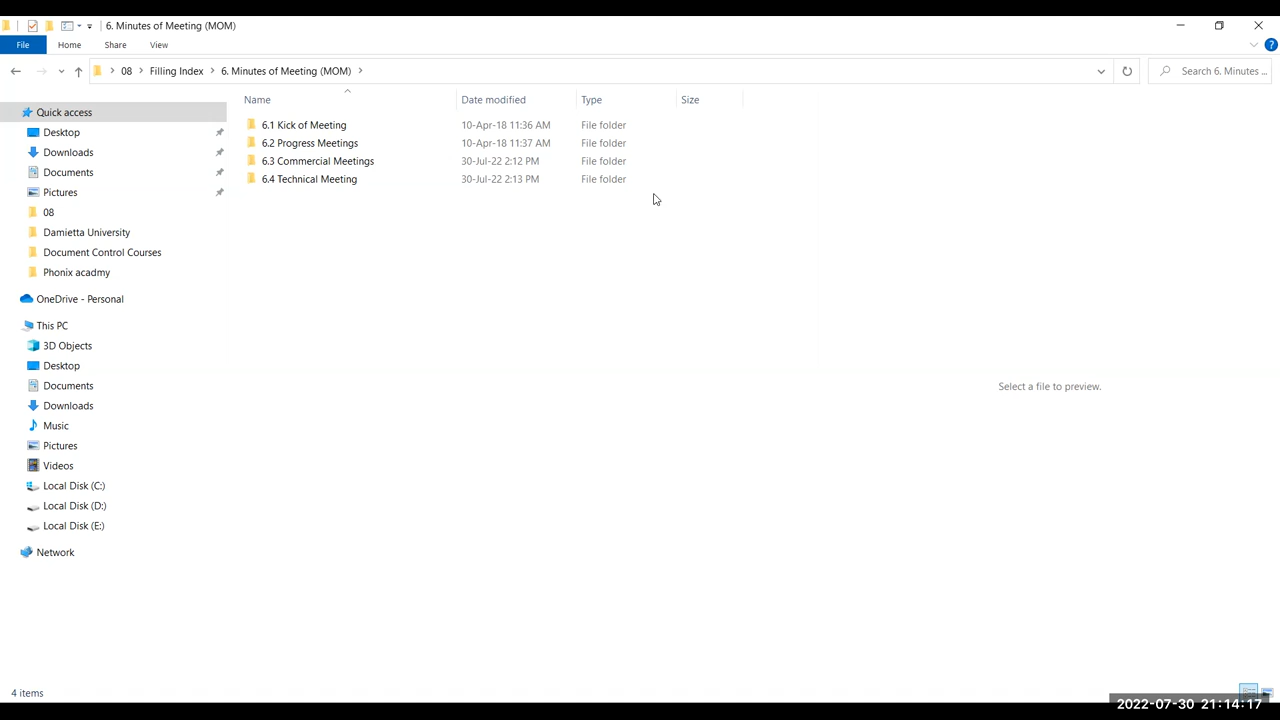 6. Minutes of Meeting (MOM)
File Home Share View
08 Filling Index 6. Minutes of Meeting (MOM) Search 6. Minutes ...
Name Date modified Type Size
6.1 Kick of Meeting 10-Apr-18 11:36 AM File folder
6.2 Progress Meetings 10-Apr-18 11:37 AM File folder
6.3 Commercial Meetings 30-Jul-22 2:12 PM File folder
6.4 Technical Meeting 30-Jul-22 2:13 PM File folder
Quick access
Desktop
Downloads
Documents
Pictures
08
Damietta University
Document Control Courses
Phonix acadmy
OneDrive - Personal
This PC
3D Objects
Desktop
Documents
Downloads
Music
Pictures
Videos
Local Disk (C:)
Local Disk (D:)
Local Disk (E:)
Network
Select a file to preview.
4 items
2022-07-30 21:14:17